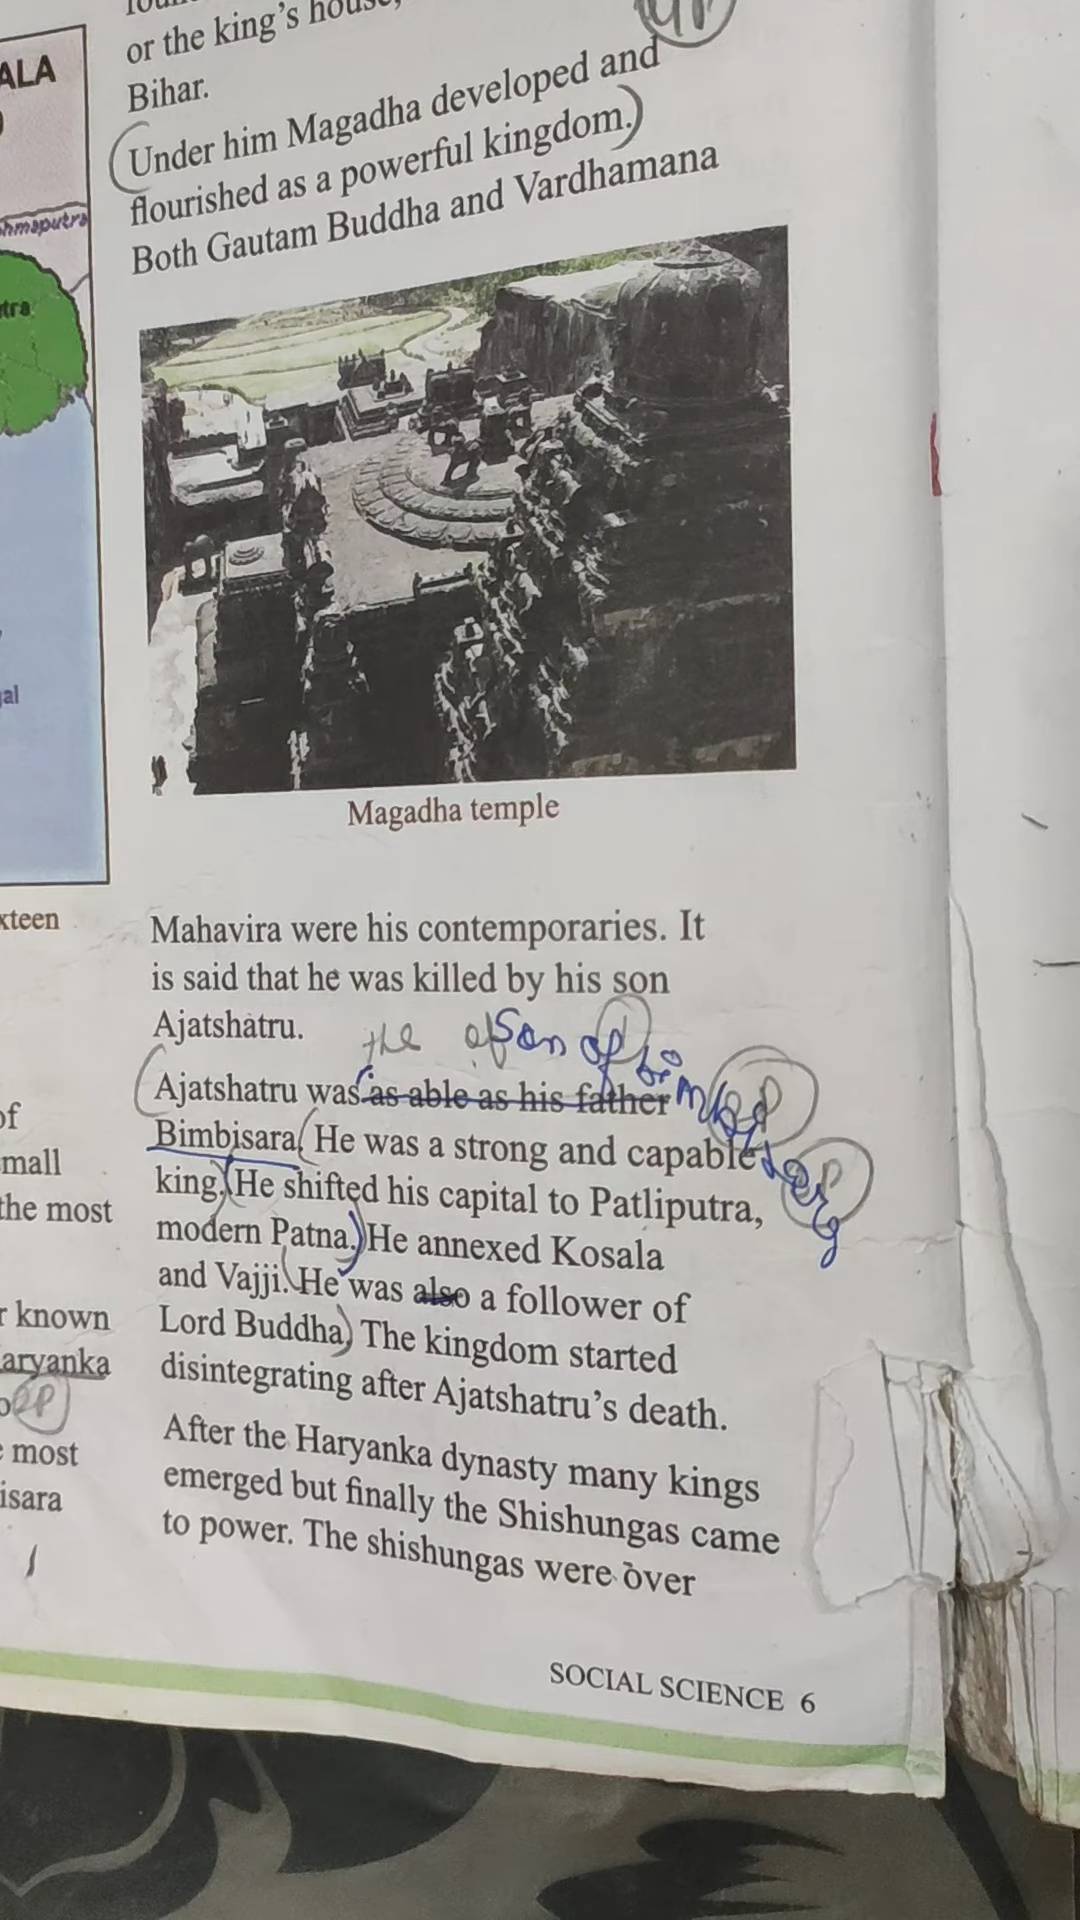 ALA
hmaputra
tra
al
xteen
of
mall
the most
r known
aryanka
most
isara
or the king's house,
Bihar.
Under him Magadha developed and
flourished as a powerful kingdom.
Both Gautam Buddha and Vardhamana
Magadha temple
Mahavira were his contemporaries. It
is said that he was killed by his son
Ajatshatru.
the of Son of
Ajatshatru was as able as his father
Bimbisara. He was a strong and capable
king. He shifted his capital to Patliputra,
modern Patna. He annexed Kosala
and Vajji. He was also a follower of
Lord Buddha. The kingdom started
disintegrating after Ajatshatru's death.
After the Haryanka dynasty many kings
emerged but finally the Shishungas came
to power. The shishungas were over
SOCIAL SCIENCE 6